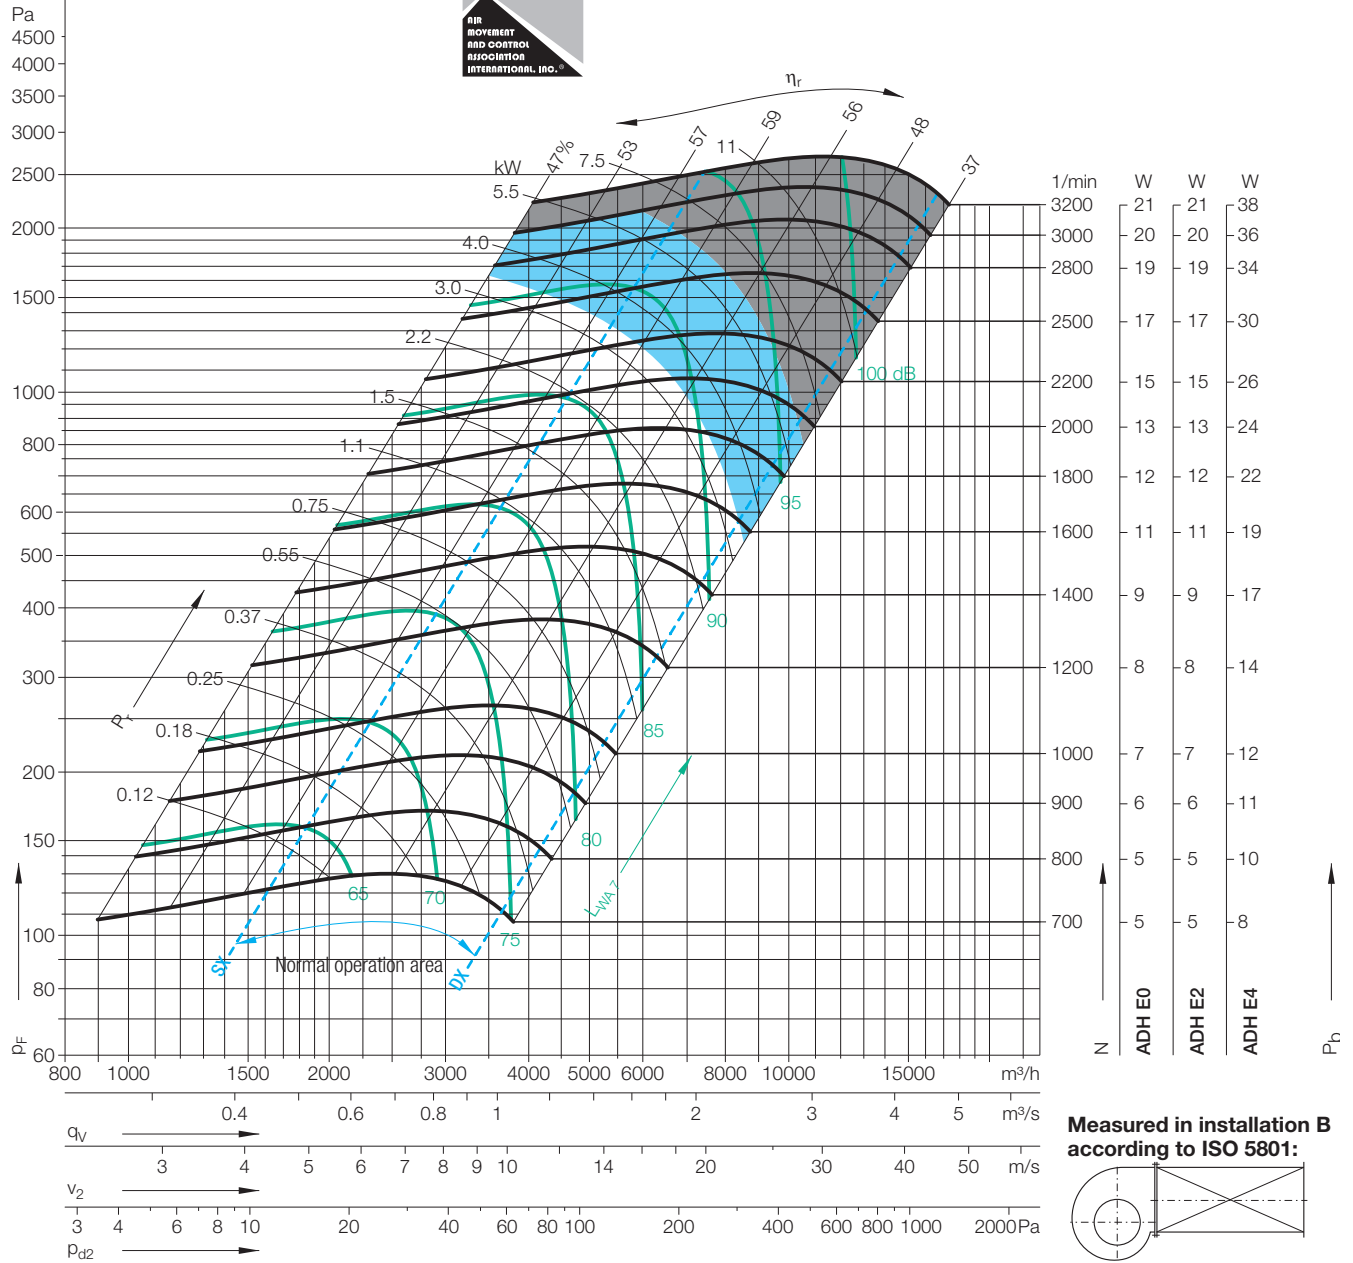 Pa
4500
4000
3500
3000
2500
2000
1500
1000
800
600
500
400
300
200
150
100
80
60
pF
AIR
MOVEMENT
AND CONTROL
ASSOCIATION
INTERNATIONAL, INC.®
ηr
kW
47%
53
57
59
56
48
37
11
7.5
5.5
4.0
3.0
2.2
1.5
1.1
0.75
0.55
0.37
0.25
0.18
0.12
Pr
100 dB
95
90
85
80
75
70
65
LWA7
SX
Normal operation area
DX
1/min W W W
3200 21 21 38
3000 20 20 36
2800 19 19 34
2500 17 17 30
2200 15 15 26
2000 13 13 24
1800 12 12 22
1600 11 11 19
1400 9 9 17
1200 8 8 14
1000 7 7 12
900 6 6 11
800 5 5 10
700 5 5 8
N
ADH E0
ADH E2
ADH E4
Pb
800 1000 1500 2000 3000 4000 5000 6000 8000 10000 15000 m³/h
0.4 0.6 0.8 1 2 3 4 5 m³/s
qV
3 4 5 6 7 8 9 10 14 20 30 40 50 m/s
v2
3 4 6 8 10 20 40 60 80 100 200 400 600 800 1000 2000 Pa
pd2
Measured in installation B
according to ISO 5801: